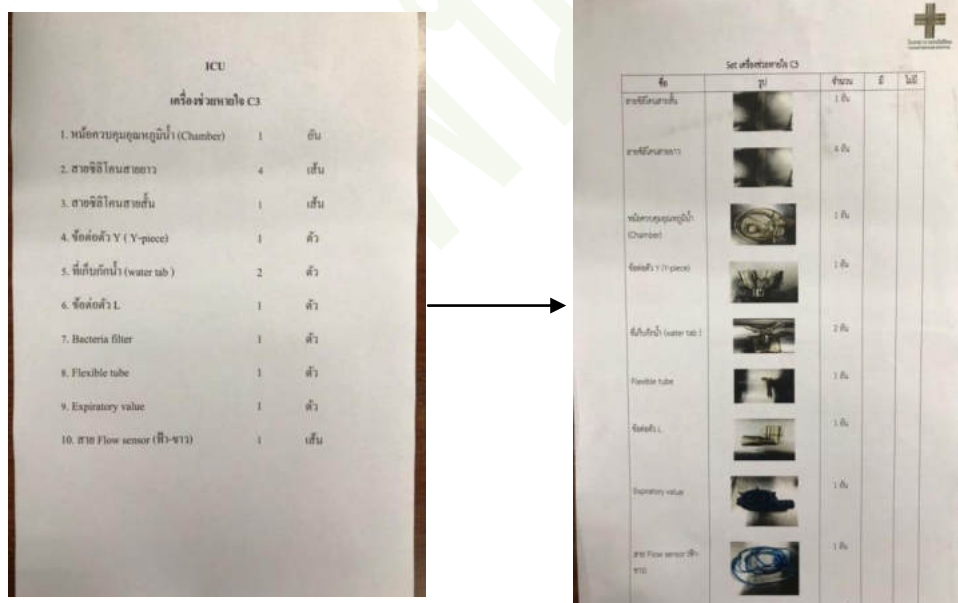 ICU
เครื่องช่วยหายใจ C3
1. หม้อควบคุมอุณหภูมิน้ำ (Chamber) 1 อัน
2. สายซิลิโคนสายยาว 4 เส้น
3. สายซิลิโคนสายสั้น 1 เส้น
4. ข้อต่อตัว Y ( Y-piece) 1 ตัว
5. ที่เก็บกักน้ำ (water tab ) 2 ตัว
6. ข้อต่อตัว L 1 ตัว
7. Bacteria filter 1 ตัว
8. Flexible tube 1 ตัว
9. Expiratory value 1 ตัว
10. สาย Flow sensor (ฟ้า-ขาว) 1 เส้น
Set เครื่องช่วยหายใจ C3
ชื่อ รูป จำนวน มี ไม่มี
สายซิลิโคนสายสั้น 1 อัน
สายซิลิโคนสายยาว 4 อัน
หม้อควบคุมอุณหภูมิน้ำ 1 อัน
(Chamber)
ข้อต่อตัว Y (Y-piece) 1 อัน
ที่เก็บกักน้ำ (water tab ) 2 อัน
Flexible tube 1 อัน
ข้อต่อตัว L 1 อัน
Expiratory value 1 อัน
สาย Flow sensor (ฟ้า- 1 อัน
ขาว)